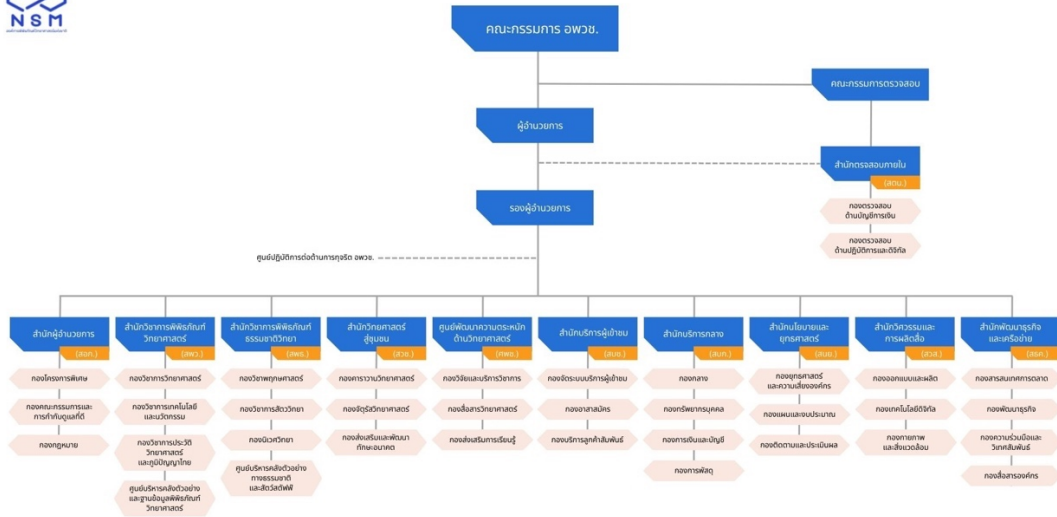 NSM
คณะกรรมการ อพวช.
คณะกรรมการตรวจสอบ
ผู้อำนวยการ
สำนักตรวจสอบภายใน
(สตน.)
กองตรวจสอบ
ด้านบัญชีการเงิน
กองตรวจสอบ
ด้านปฏิบัติการและดิจิทัล
รองผู้อำนวยการ
ศูนย์ปฏิบัติการต่อต้านการทุจริต อพวช.
สำนักผู้อำนวยการ
(สอก.)
กองโครงการพิเศษ
กองคณะกรรมการและ
การกำกับดูแลที่ดี
กองกฎหมาย
สำนักวิชาการพิพิธภัณฑ์
วิทยาศาสตร์
(สพว.)
กองวิชาการวิทยาศาสตร์
กองวิชาการเทคโนโลยี
และนวัตกรรม
กองวิชาการประวัติ
วิทยาศาสตร์
และภูมิปัญญาไทย
ศูนย์บริหารคลังตัวอย่าง
และฐานข้อมูลพิพิธภัณฑ์
วิทยาศาสตร์
สำนักวิชาการพิพิธภัณฑ์
ธรรมชาติวิทยา
(สพธ.)
กองวิชาพฤกษศาสตร์
กองวิชาการสัตววิทยา
กองนิเวศวิทยา
ศูนย์บริหารคลังตัวอย่าง
ทางธรรมชาติ
และสัตว์สตัฟฟ์
สำนักวิทยาศาสตร์
สู่ชุมชน
(สวช.)
กองคาราวานวิทยาศาสตร์
กองจัตุรัสวิทยาศาสตร์
กองส่งเสริมและพัฒนา
ทักษะอนาคต
ศูนย์พัฒนาความตระหนัก
ด้านวิทยาศาสตร์
(ศพต.)
กองวิจัยและบริการวิชาการ
กองสื่อสารวิทยาศาสตร์
กองส่งเสริมการเรียนรู้
สำนักบริการผู้เข้าชม
(สบช.)
กองจัดระบบบริการผู้เข้าชม
กองอาสาสมัคร
กองบริการลูกค้าสัมพันธ์
สำนักบริการกลาง
(สบก.)
กองกลาง
กองทรัพยากรบุคคล
กองการเงินและบัญชี
กองการพัสดุ
สำนักนโยบายและ
ยุทธศาสตร์
(สนย.)
กองยุทธศาสตร์
และความเสี่ยงองค์กร
กองแผนและงบประมาณ
กองติดตามและประเมินผล
สำนักวิศวกรรมและ
การผลิตสื่อ
(สวส.)
กองออกแบบและผลิต
กองเทคโนโลยีดิจิทัล
กองกายภาพ
และสิ่งแวดล้อม
สำนักพัฒนาธุรกิจ
และเครือข่าย
(สธค.)
กองสารสนเทศการตลาด
กองพัฒนาธุรกิจ
กองความร่วมมือและ
วิเทศสัมพันธ์
กองสื่อสารองค์กร